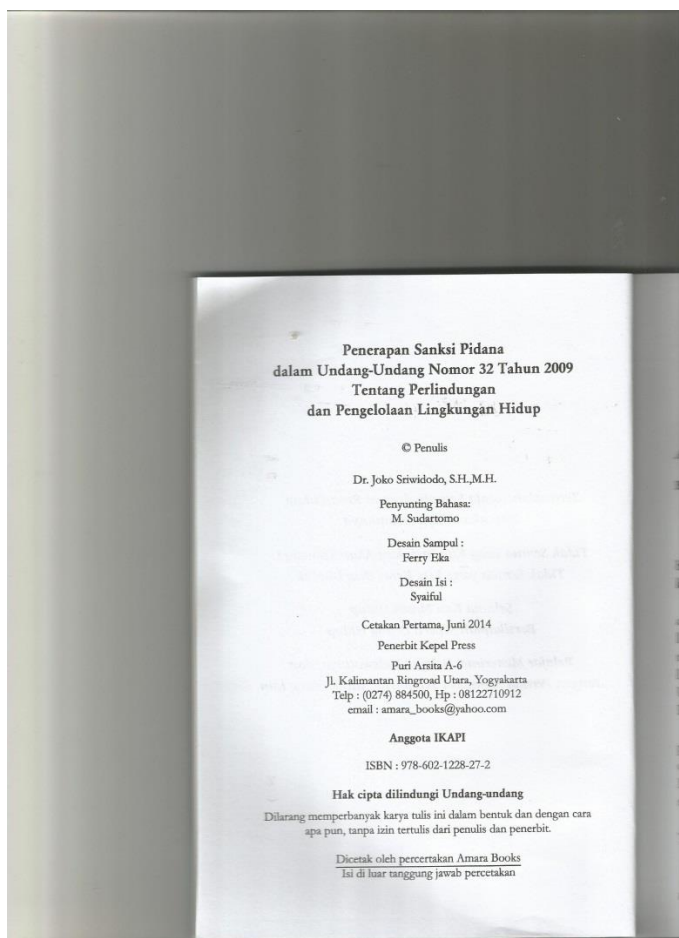 Penerapan Sanksi Pidana
dalam Undang-Undang Nomor 32 Tahun 2009
Tentang Perlindungan
dan Pengelolaan Lingkungan Hidup
© Penulis
Dr. Joko Sriwidodo, S.H.,M.H.
Penyunting Bahasa:
M. Sudartomo
Desain Sampul :
Ferry Eka
Desain Isi :
Syaiful
Cetakan Pertama, Juni 2014
Penerbit Kepel Press
Puri Arsita A-6
Jl. Kalimantan Ringroad Utara, Yogyakarta
Telp : (0274) 884500, Hp : 08122710912
email : amara_books@yahoo.com
Anggota IKAPI
ISBN : 978-602-1228-27-2
Hak cipta dilindungi Undang-undang
Dilarang memperbanyak karya tulis ini dalam bentuk dan dengan cara
apa pun, tanpa izin tertulis dari penulis dan penerbit.
Dicetak oleh percertakan Amara Books
Isi di luar tanggung jawab percetakan